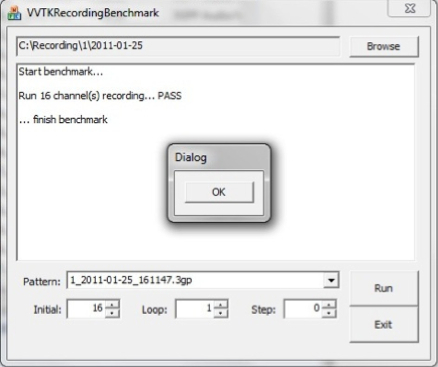 VVTKRecordingBenchmark
C:\Recording\1\2011-01-25
Browse
Start benchmark...
Run 16 channel(s) recording... PASS
... finish benchmark
Dialog
OK
Pattern: 1_2011-01-25_161147.3gp
Run
Initial: 16 Loop: 1 Step: 0
Exit